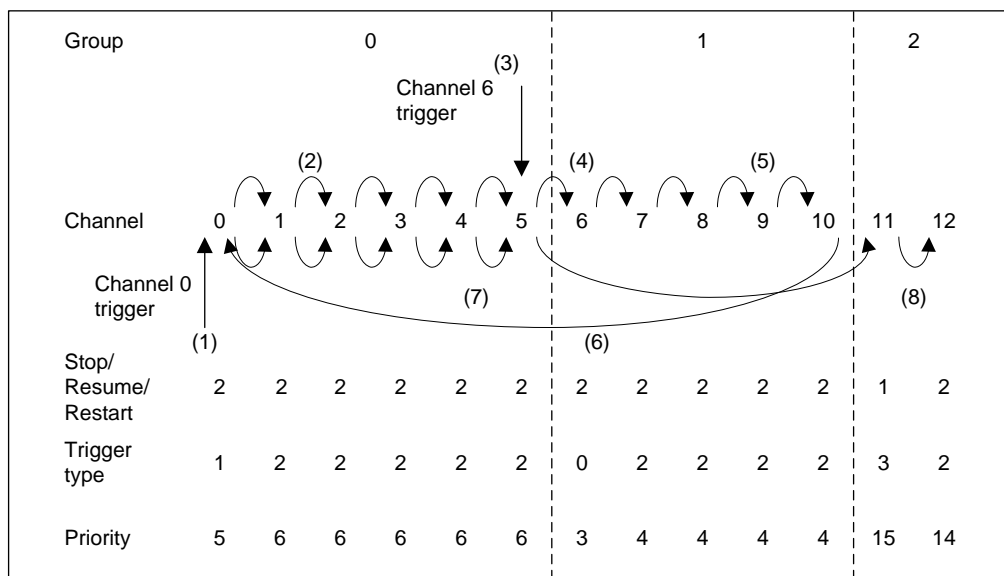 Group 0 1 2
(3)
Channel 6
trigger
(2) (4) (5)
Channel 0 1 2 3 4 5 6 7 8 9 10 11 12
Channel 0
trigger
(7) (8)
(1) (6)
Stop/
Resume/
Restart
2 2 2 2 2 2 2 2 2 2 2 1 2
Trigger
type
1 2 2 2 2 2 0 2 2 2 2 3 2
Priority 5 6 6 6 6 6 3 4 4 4 4 15 14